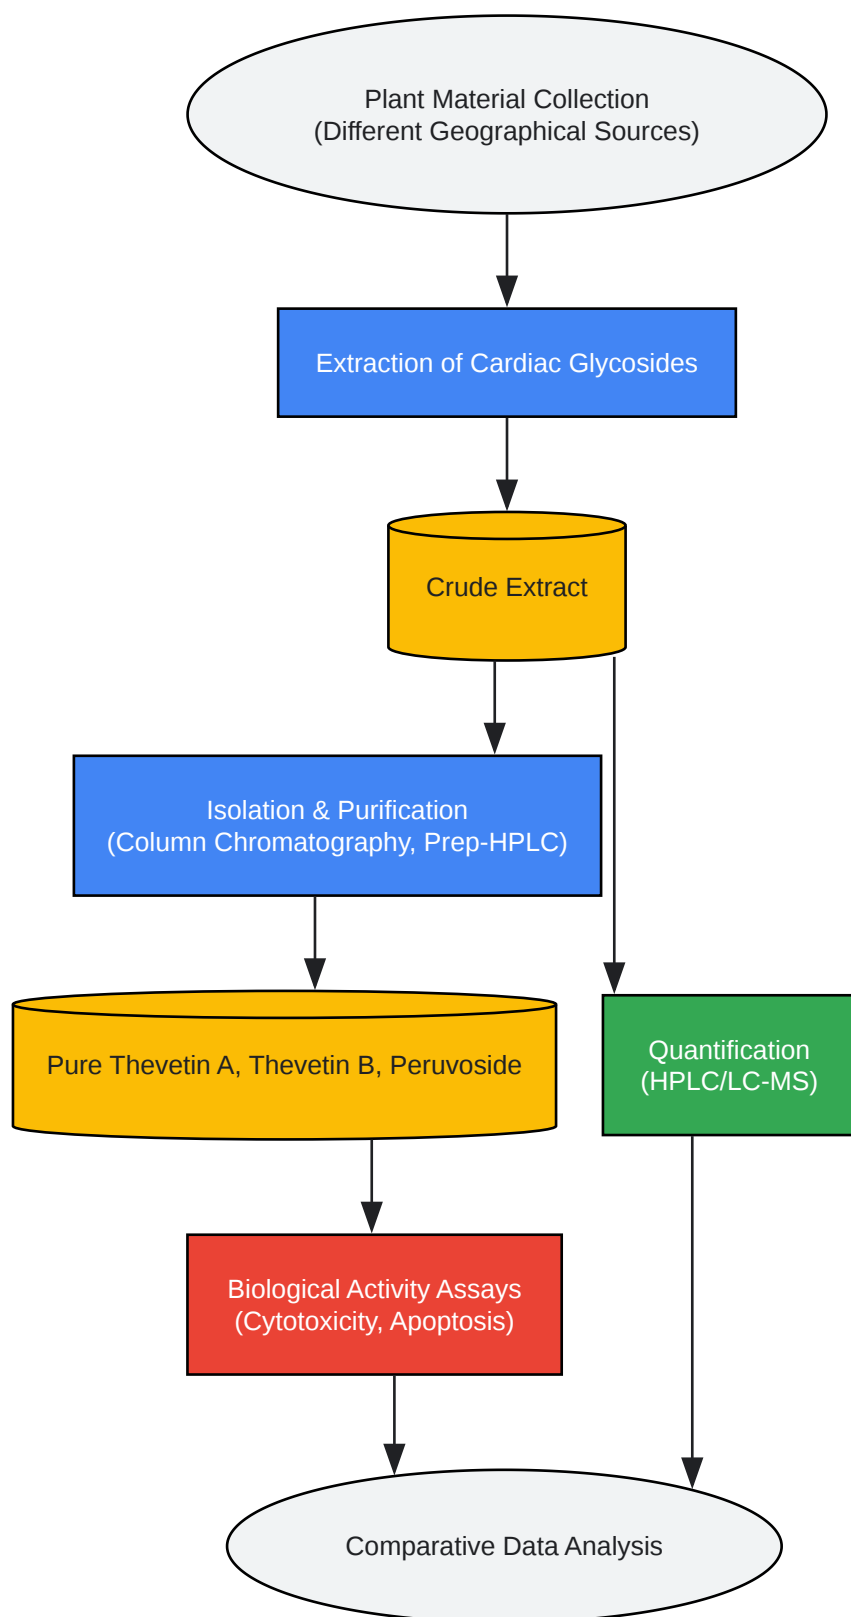 Plant Material Collection
(Different Geographical Sources)
Extraction of Cardiac Glycosides
Crude Extract
Isolation & Purification
(Column Chromatography, Prep-HPLC)
Pure Thevetin A, Thevetin B, Peruvoside
Quantification
(HPLC/LC-MS)
Biological Activity Assays
(Cytotoxicity, Apoptosis)
Comparative Data Analysis